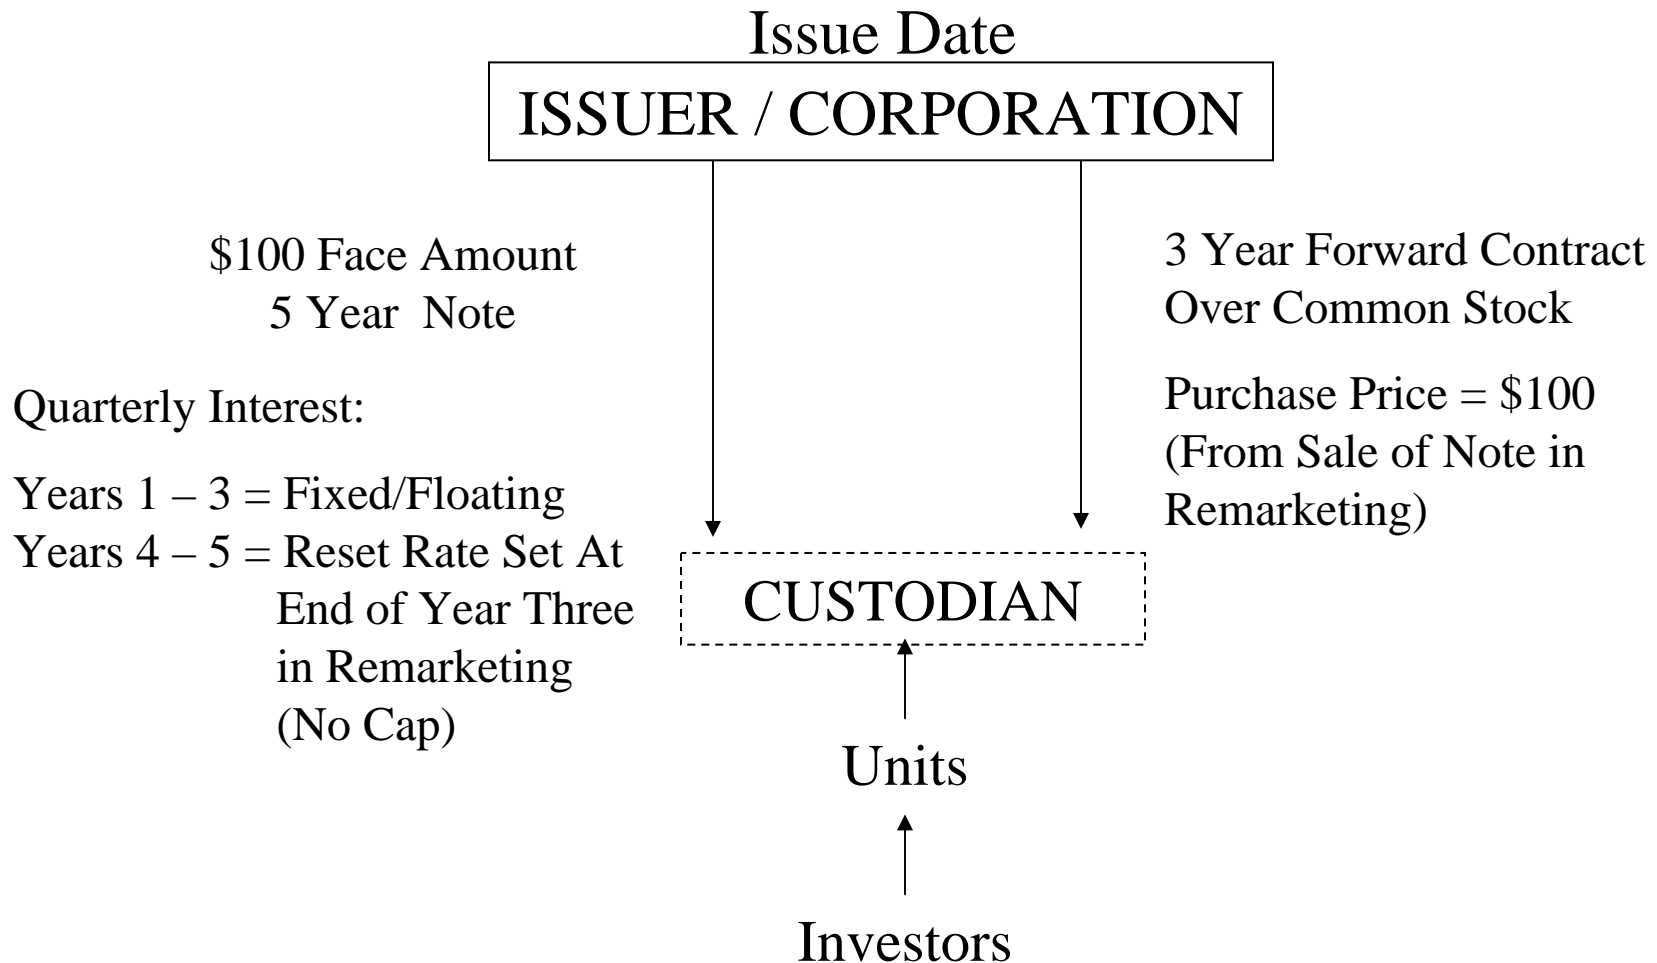 Issue Date
ISSUER / CORPORATION
$100 Face Amount
5 Year Note
Quarterly Interest:
Years 1 – 3 = Fixed/Floating
Years 4 – 5 = Reset Rate Set At
End of Year Three
in Remarketing
(No Cap)
3 Year Forward Contract
Over Common Stock
Purchase Price = $100
(From Sale of Note in
Remarketing)
CUSTODIAN
Units
Investors